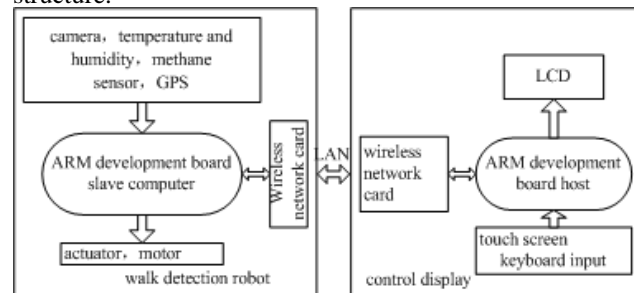 structure.
camera, temperature and
humidity, methane
sensor, GPS
ARM development board
slave computer
Wireless
network card
actuator, motor
walk detection robot
LAN
LCD
wireless
network
card
ARM development
board host
touch screen
keyboard input
control display